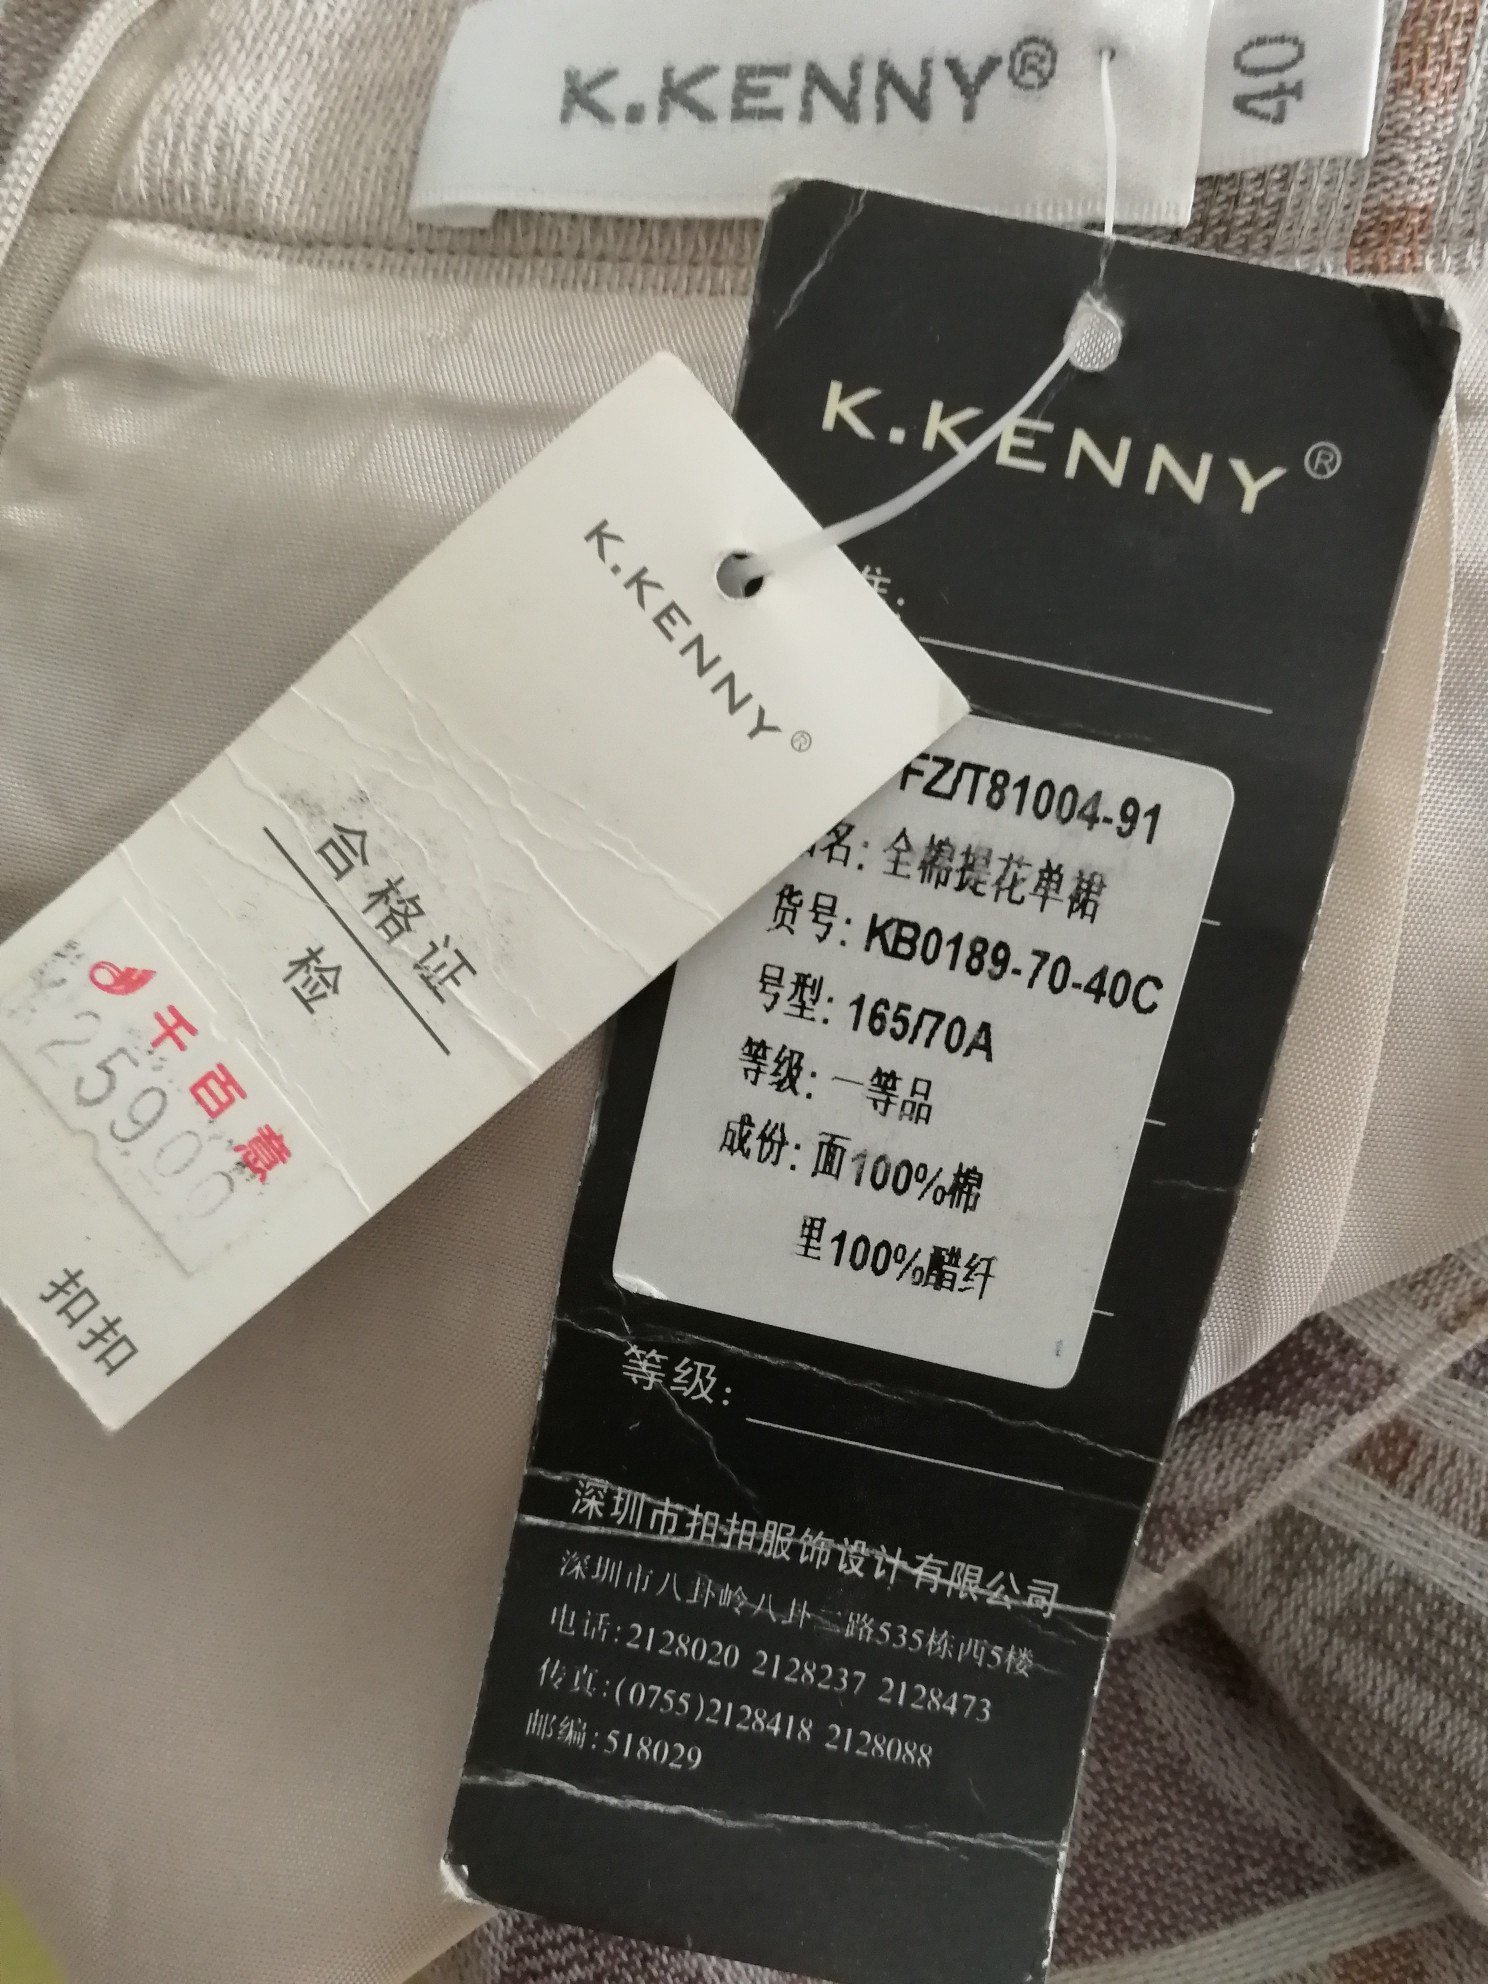 K.KENNY®
40
K.KENNY®
FZ/T81004-91
名: 全棉提花单裙
货号: KB0189-70-40C
号型: 165/70A
等级: 一等品
成份: 面100%棉
里100%醋纤
等级:
深圳市扣扣服饰设计有限公司
深圳市八卦岭八卦二路535栋西5楼
电话:2128020 2128237 2128473
传真:(0755)2128418 2128088
邮编:518029
K.KENNY®
合格证
检
千百意
259.00
扣扣